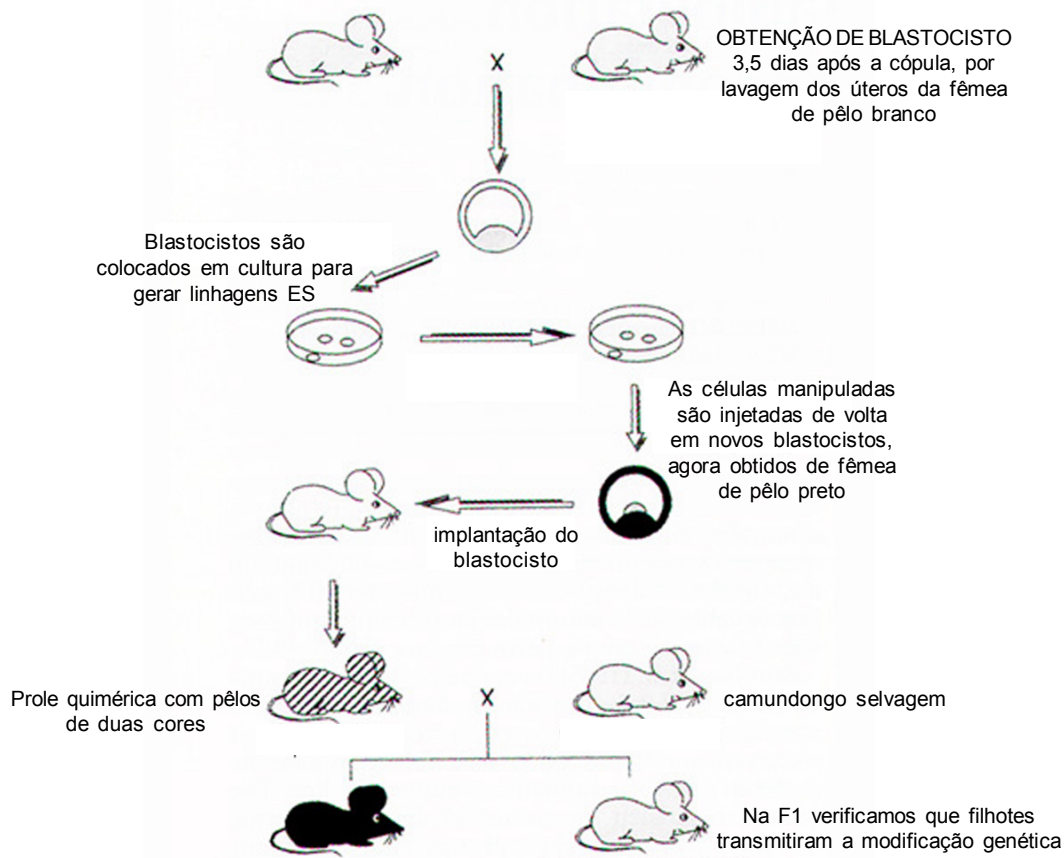 X
OBTENÇÃO DE BLASTOCISTO
3,5 dias após a cópula, por
lavagem dos úteros da fêmea
de pêlo branco
Blastocistos são
colocados em cultura para
gerar linhagens ES
As células manipuladas
são injetadas de volta
em novos blastocistos,
agora obtidos de fêmea
de pêlo preto
implantação do
blastocisto
Prole quimérica com pêlos
de duas cores
X
camundongo selvagem
Na F1 verificamos que filhotes
transmitiram a modificação genética